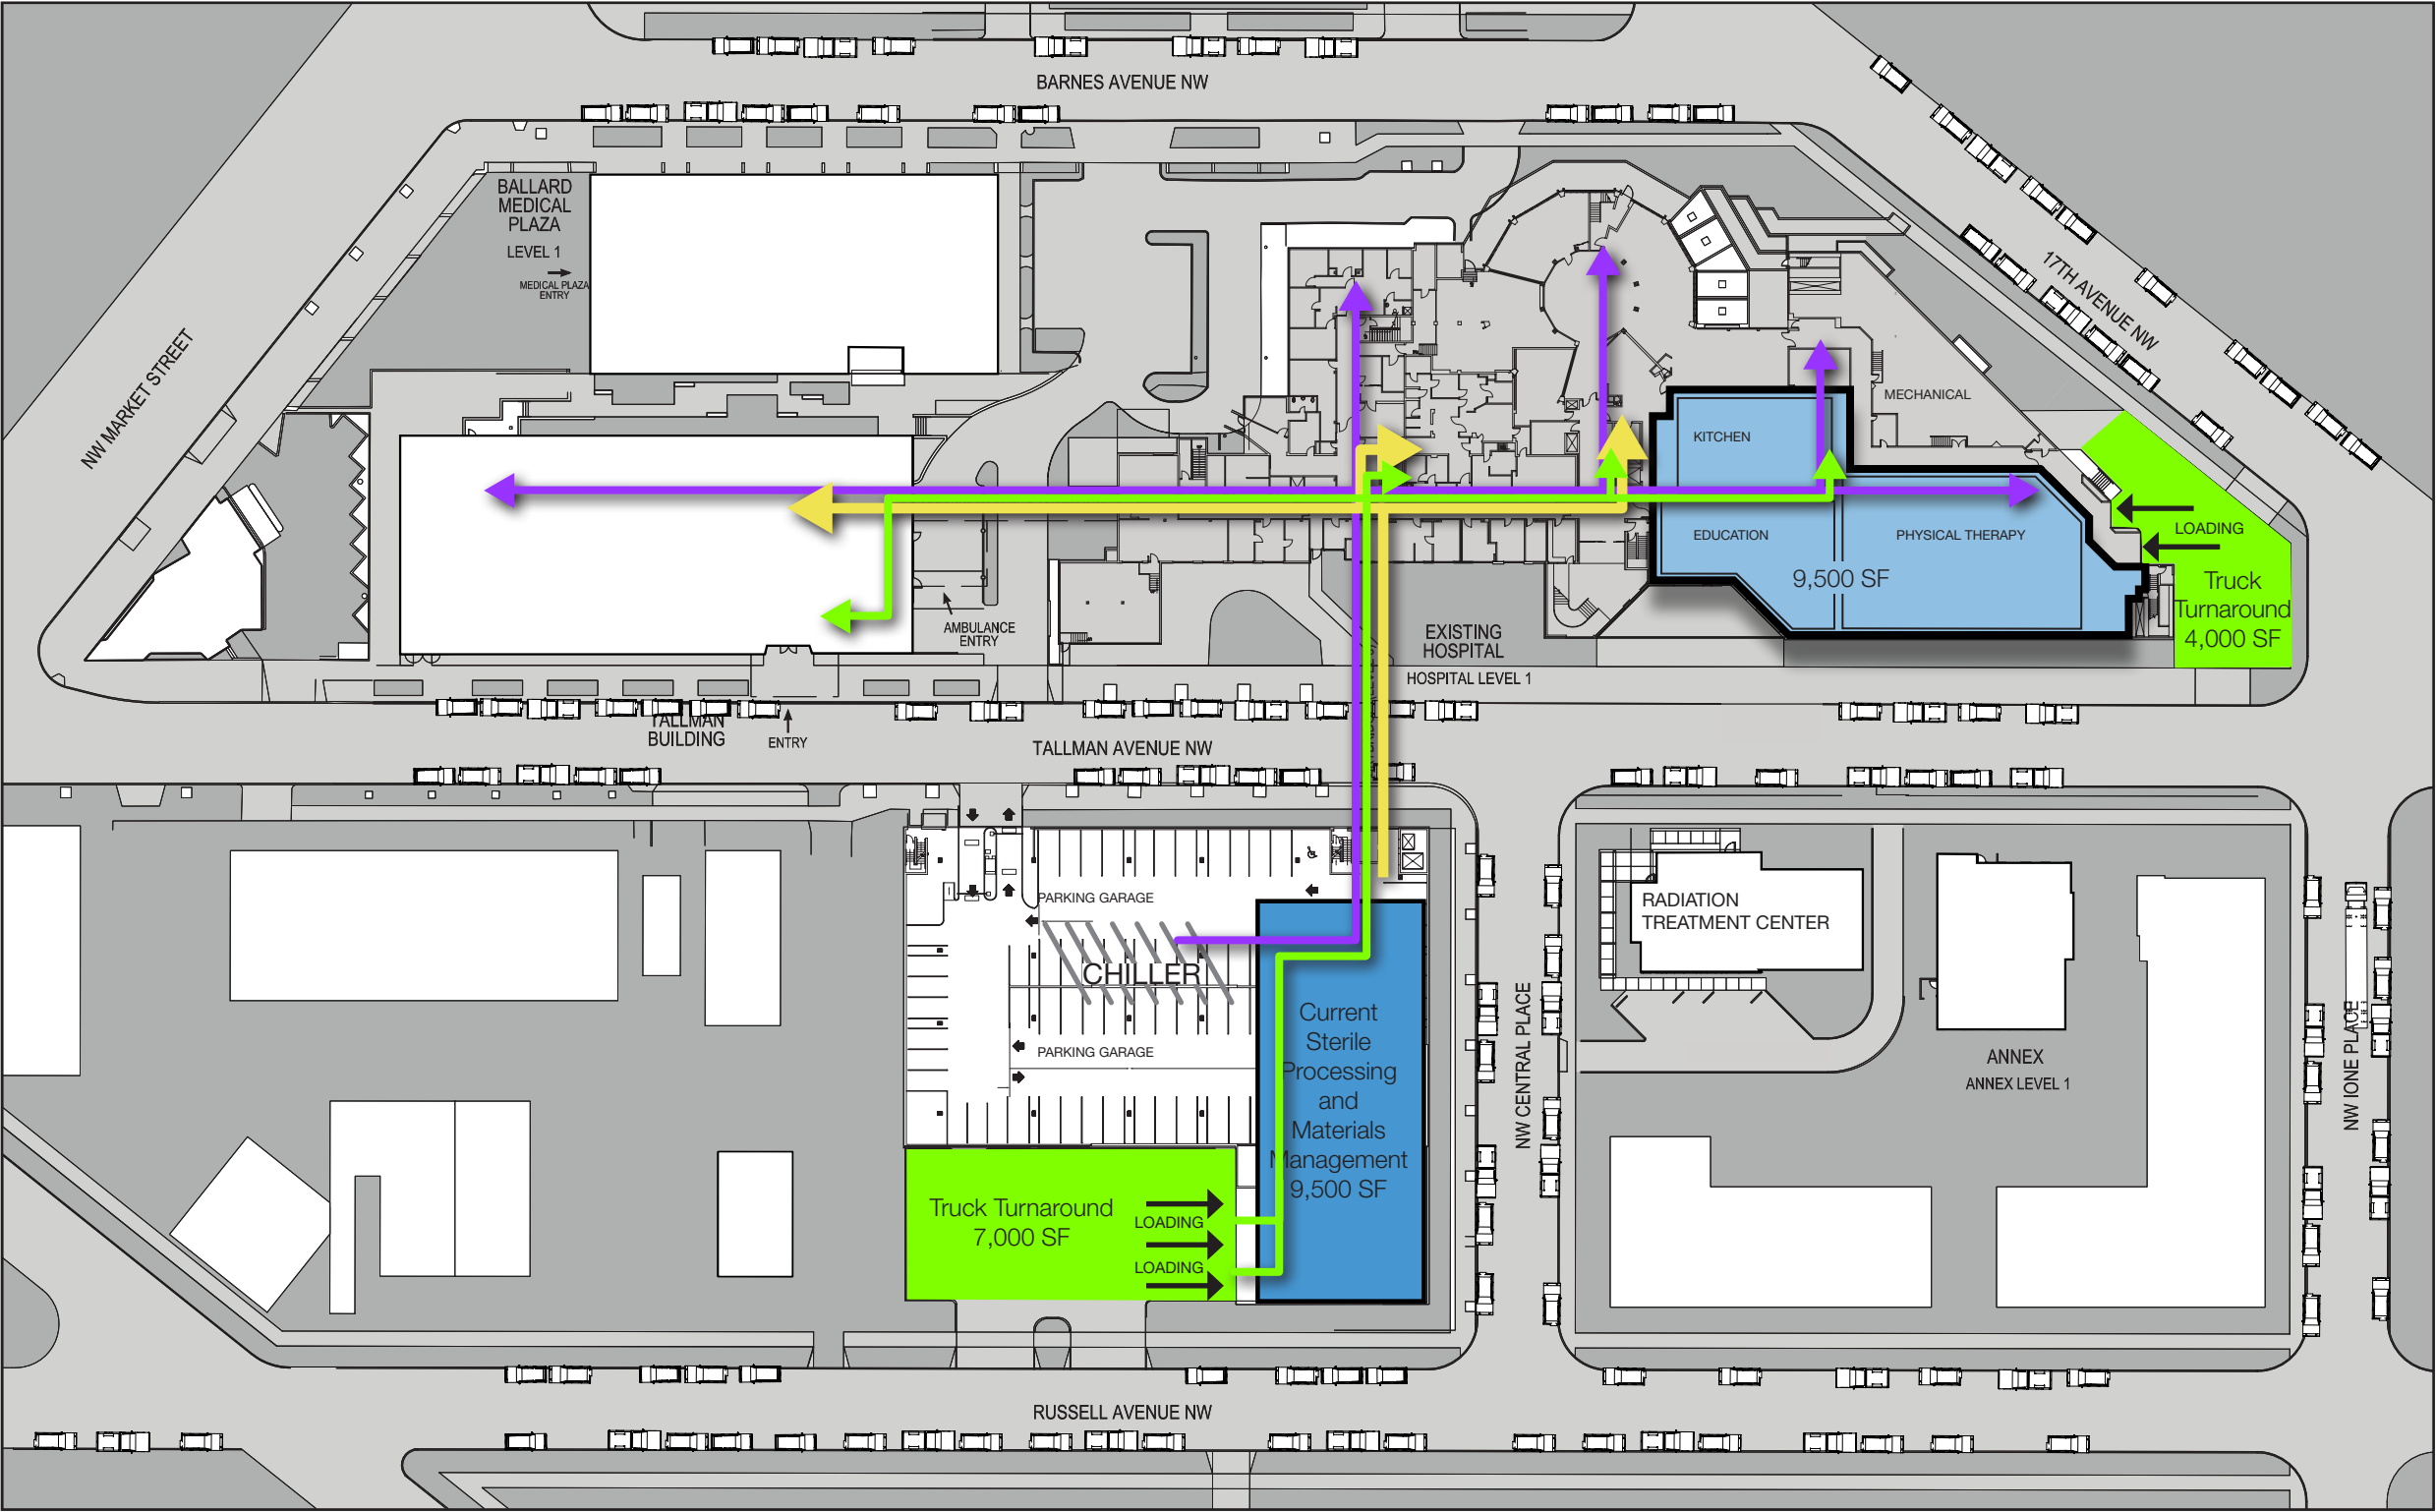 BARNES AVENUE NW
BALLARD
MEDICAL
PLAZA
LEVEL 1
MEDICAL PLAZA
ENTRY
NW MARKET STREET
17TH AVENUE NW
MECHANICAL
KITCHEN
EDUCATION
PHYSICAL THERAPY
9,500 SF
LOADING
Truck
Turnaround
4,000 SF
AMBULANCE
ENTRY
EXISTING
HOSPITAL
HOSPITAL LEVEL 1
TALLMAN
BUILDING
ENTRY
TALLMAN AVENUE NW
PARKING GARAGE
CHILLER
PARKING GARAGE
Current
Sterile
Processing
and
Materials
Management
9,500 SF
Truck Turnaround
7,000 SF
LOADING
LOADING
NW CENTRAL PLACE
RADIATION
TREATMENT CENTER
ANNEX
ANNEX LEVEL 1
NW IONE PLACE
RUSSELL AVENUE NW